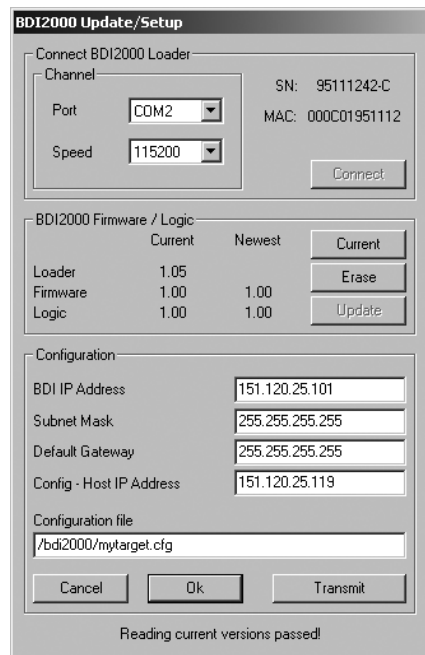 BDI2000 Update/Setup
Connect BDI2000 Loader
Channel
Port COM2
Speed 115200
SN: 95111242-C
MAC: 000C01951112
Connect
BDI2000 Firmware / Logic
Current Newest Current
Loader 1.05 Erase
Firmware 1.00 1.00
Logic 1.00 1.00 Update
Configuration
BDI IP Address 151.120.25.101
Subnet Mask 255.255.255.255
Default Gateway 255.255.255.255
Config - Host IP Address 151.120.25.119
Configuration file
/bdi2000/mytarget.cfg
Cancel Ok Transmit
Reading current versions passed!